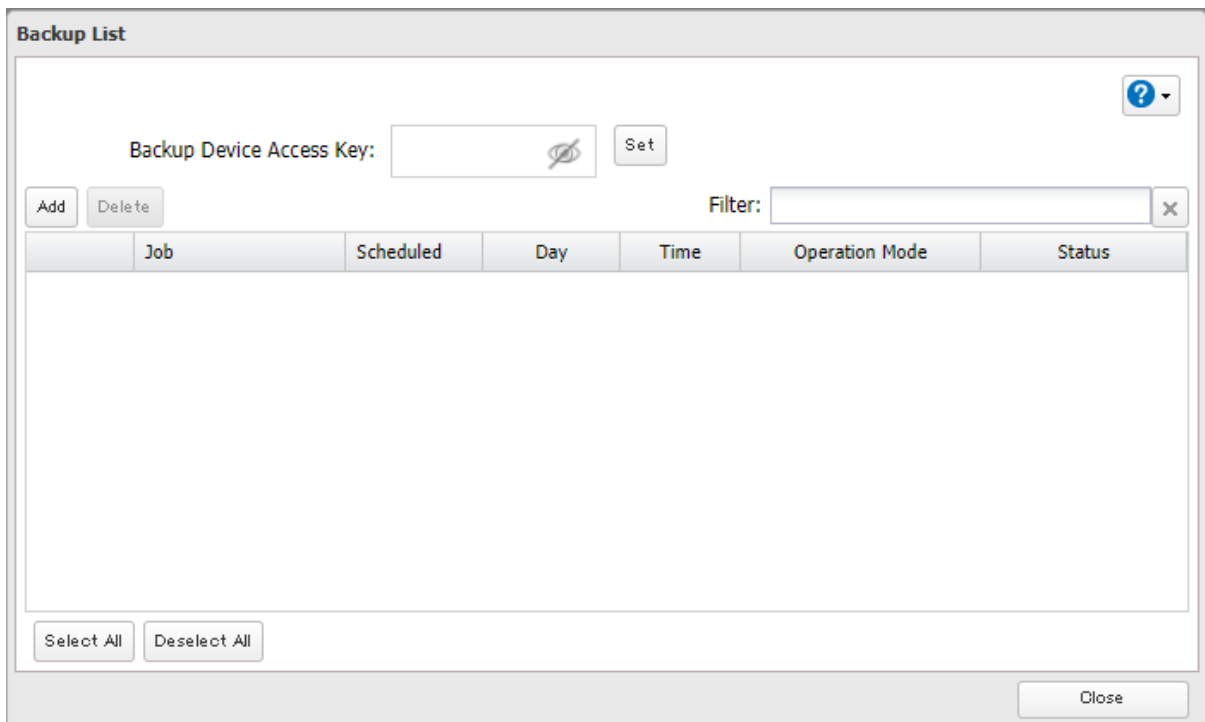 Backup List
?
Backup Device Access Key: Set
Add Delete Filter:
Job Scheduled Day Time Operation Mode Status
Select All Deselect All
Close